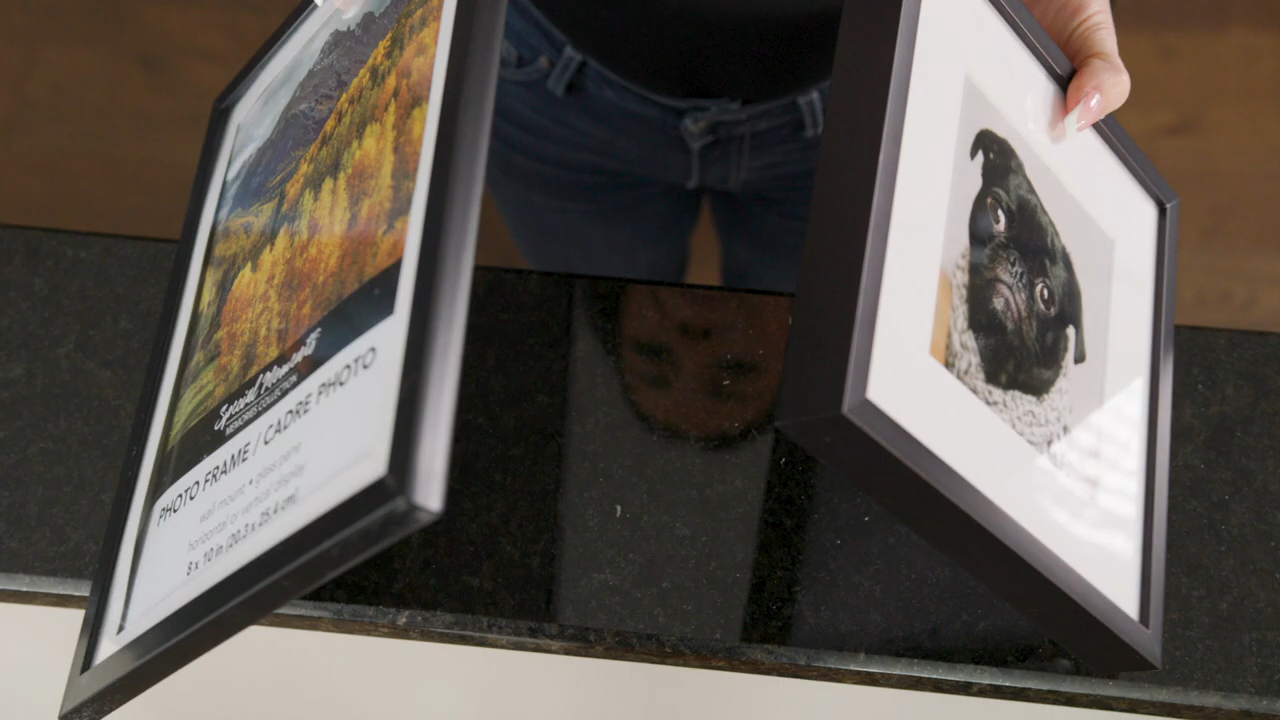 Special Moments
MEMORIES COLLECTION
PHOTO FRAME / CADRE PHOTO
wall mount * glass pane
horizontal or vertical display
8 x 10 in (20.3 x 25.4 cm)